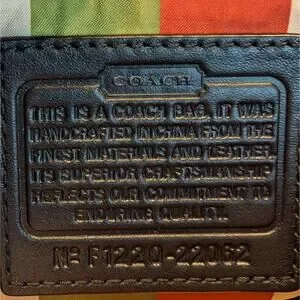 COACH
THIS IS A COACH BAG. IT WAS
HANDCRAFTED IN CHINA FROM THE
FINEST MATERIALS AND LEATHER.
ITS SUPERIOR CRAFTSMANSHIP
REFLECTS OUR COMMITMENT TO
ENDURING QUALITY.
Nº F1220-22062